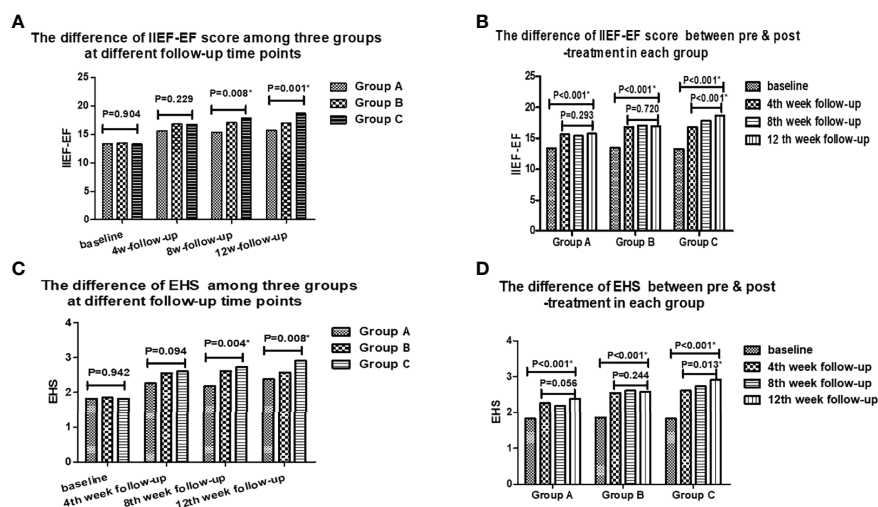 A
The difference of IIEF-EF score among three groups
at different follow-up time points
IIEF-EF
25
20
15
10
5
0
P=0.904
P=0.229
P=0.008*
P=0.001*
baseline
4w-follow-up
8w-follow-up
12w-follow-up
Group A
Group B
Group C
B
The difference of IIEF-EF score between pre & post
-treatment in each group
IIEF-EF
25
20
15
10
5
0
P<0.001*
P=0.293
P<0.001*
P=0.720
P<0.001*
P<0.001*
Group A
Group B
Group C
baseline
4th week follow-up
8th week follow-up
12 th week follow-up
C
The difference of EHS among three groups
at different follow-up time points
EHS
4
3
2
1
0
P=0.942
P=0.094
P=0.004*
P=0.008*
baseline
4th week follow-up
8th week follow-up
12th week follow-up
Group A
Group B
Group C
D
The difference of EHS between pre & post
-treatment in each group
EHS
4
3
2
1
0
P<0.001*
P=0.056
P<0.001*
P=0.244
P<0.001*
P=0.013*
Group A
Group B
Group C
baseline
4th week follow-up
8th week follow-up
12th week follow-up